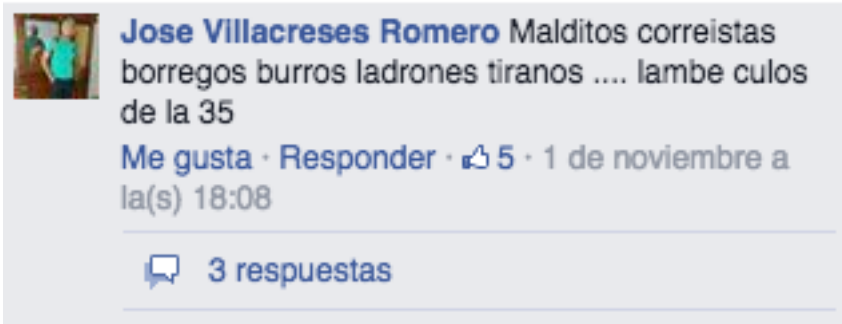 Jose Villacreses Romero Malditos correistas
borregos burros ladrones tiranos .... lambe culos
de la 35
Me gusta · Responder · 5 · 1 de noviembre a
la(s) 18:08
3 respuestas